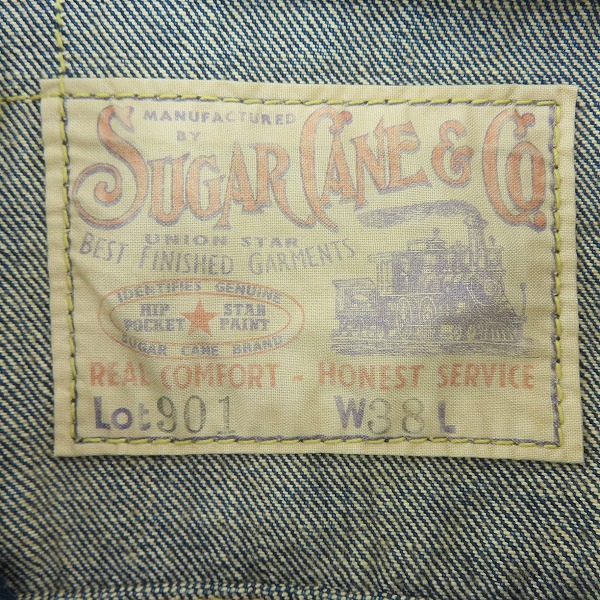 MANUFACTURED
BY
SUGAR CANE & Co.
UNION STAR
BEST FINISHED GARMENTS
IDENTIFIES GENUINE
HIP ★ STAR
POCKET PAINT
SUGAR CANE BRAND
REAL COMFORT - HONEST SERVICE
Lot 901 W38 L